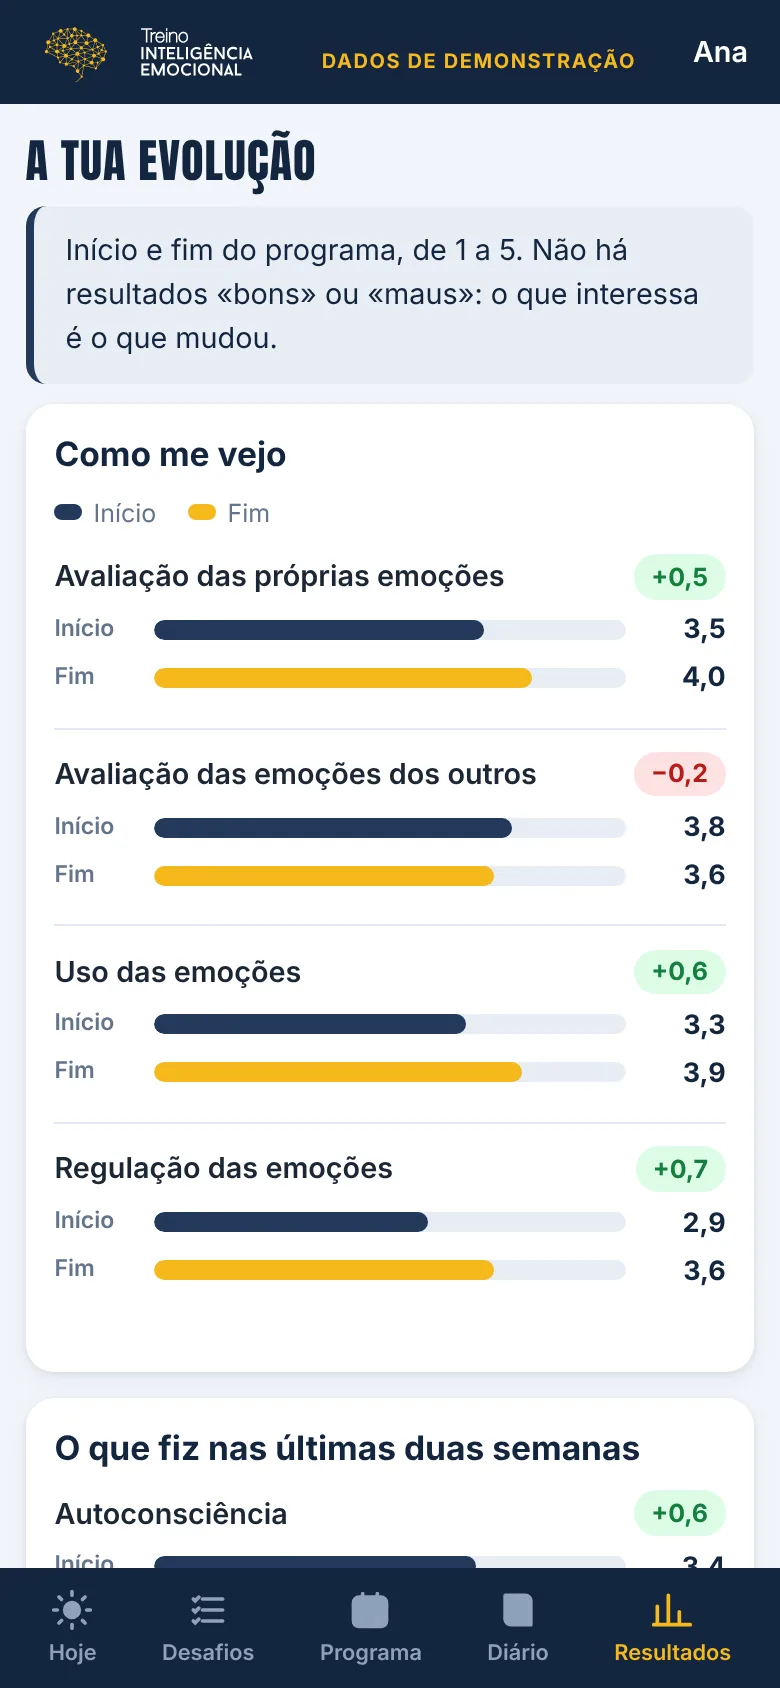 Treino
INTELIGÊNCIA
EMOCIONAL
DADOS DE DEMONSTRAÇÃO
Ana
A TUA EVOLUÇÃO
Início e fim do programa, de 1 a 5. Não há
resultados «bons» ou «maus»: o que interessa
é o que mudou.
Como me vejo
Início Fim
Avaliação das próprias emoções +0,5
Início 3,5
Fim 4,0
Avaliação das emoções dos outros −0,2
Início 3,8
Fim 3,6
Uso das emoções +0,6
Início 3,3
Fim 3,9
Regulação das emoções +0,7
Início 2,9
Fim 3,6
O que fiz nas últimas duas semanas
Autoconsciência +0,6
Início 3,4
Hoje Desafios Programa Diário Resultados